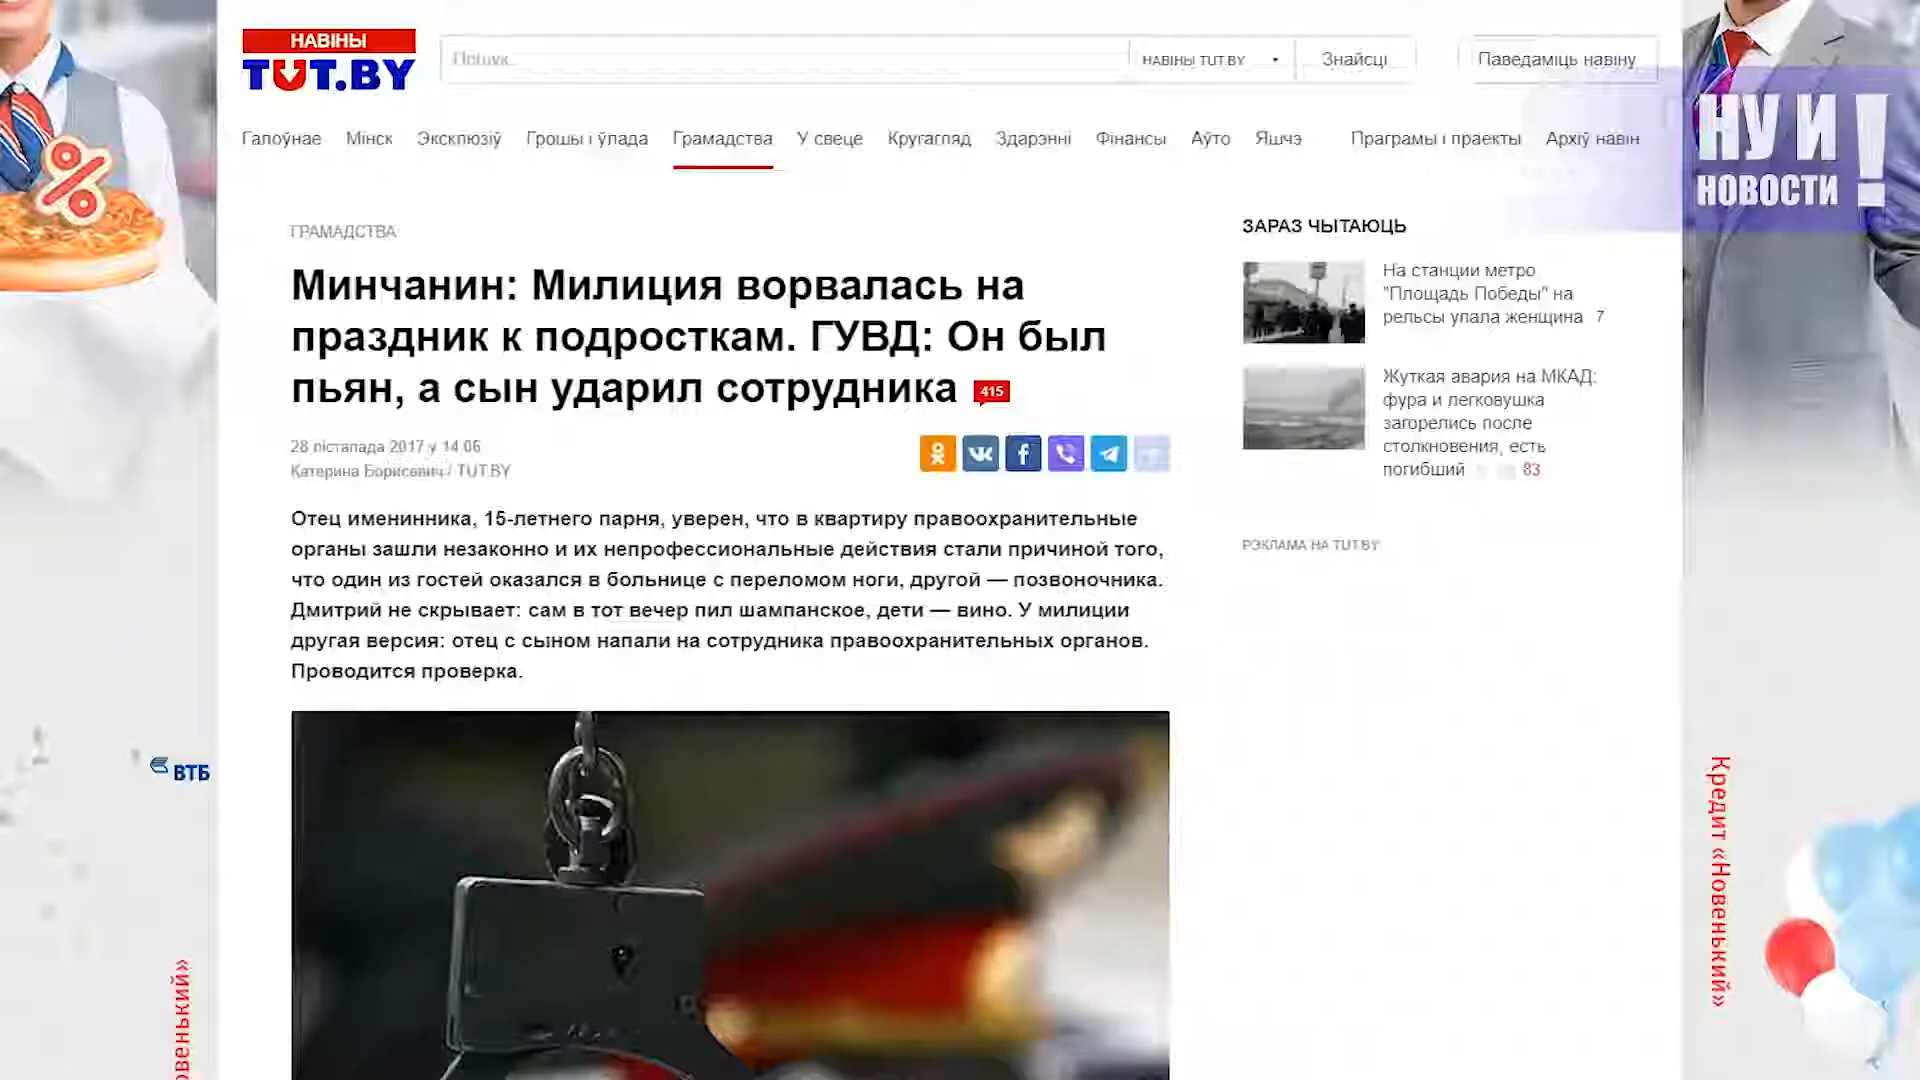 НАВІНЫ
TUT.BY
Пошук...
НАВІНЫ TUT.BY
Знайсці
Паведаміць навіну
НУ И
НОВОСТИ!
Галоўнае Мінск Эксклюзіў Грошы і ўлада Грамадства У свеце Кругагляд Здарэнні Фінансы Аўто Яшчэ Праграмы і праекты Архіў навін
ГРАМАДСТВА
Минчанин: Милиция ворвалась на
праздник к подросткам. ГУВД: Он был
пьян, а сын ударил сотрудника 415
28 лістапада 2017 у 14:06
Катерина Борисевич / TUT.BY
Отец именинника, 15-летнего парня, уверен, что в квартиру правоохранительные
органы зашли незаконно и их непрофессиональные действия стали причиной того,
что один из гостей оказался в больнице с переломом ноги, другой — позвоночника.
Дмитрий не скрывает: сам в тот вечер пил шампанское, дети — вино. У милиции
другая версия: отец с сыном напали на сотрудника правоохранительных органов.
Проводится проверка.
ЗАРАЗ ЧЫТАЮЦЬ
На станции метро
"Площадь Победы" на
рельсы упала женщина 7
Жуткая авария на МКАД:
фура и легковушка
загорелись после
столкновения, есть
погибший 83
РЭКЛАМА НА TUT.BY
ВТБ
овенький»
Кредит «Новенький»